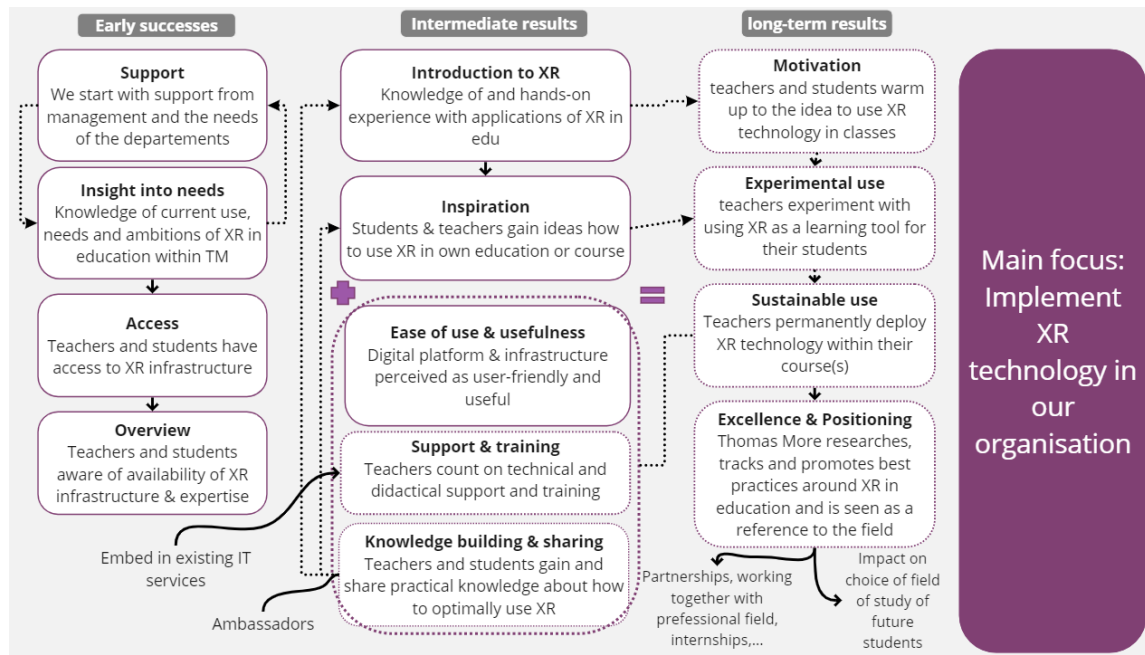 Early successes
Support
We start with support from
management and the needs
of the departements
Insight into needs
Knowledge of current use,
needs and ambitions of XR in
education within TM
Access
Teachers and students have
access to XR infrastructure
Overview
Teachers and students
aware of availability of XR
infrastructure & expertise
Embed in existing IT
services
Ambassadors
Intermediate results
Introduction to XR
Knowledge of and hands-on
experience with applications of XR in
edu
Inspiration
Students & teachers gain ideas how
to use XR in own education or course
Ease of use & usefulness
Digital platform & infrastructure
perceived as user-friendly and
useful
Support & training
Teachers count on technical and
didactical support and training
Knowledge building & sharing
Teachers and students gain and
share practical knowledge about how
to optimally use XR
long-term results
Motivation
teachers and students warm
up to the idea to use XR
technology in classes
Experimental use
teachers experiment with
using XR as a learning tool for
their students
Sustainable use
Teachers permanently deploy
XR technology within their
course(s)
Excellence & Positioning
Thomas More researches,
tracks and promotes best
practices around XR in
education and is seen as a
reference to the field
Partnerships, working
together with
prefessional field,
internships,...
Impact on
choice of field
of study of
future
students
Main focus:
Implement
XR
technology in
our
organisation